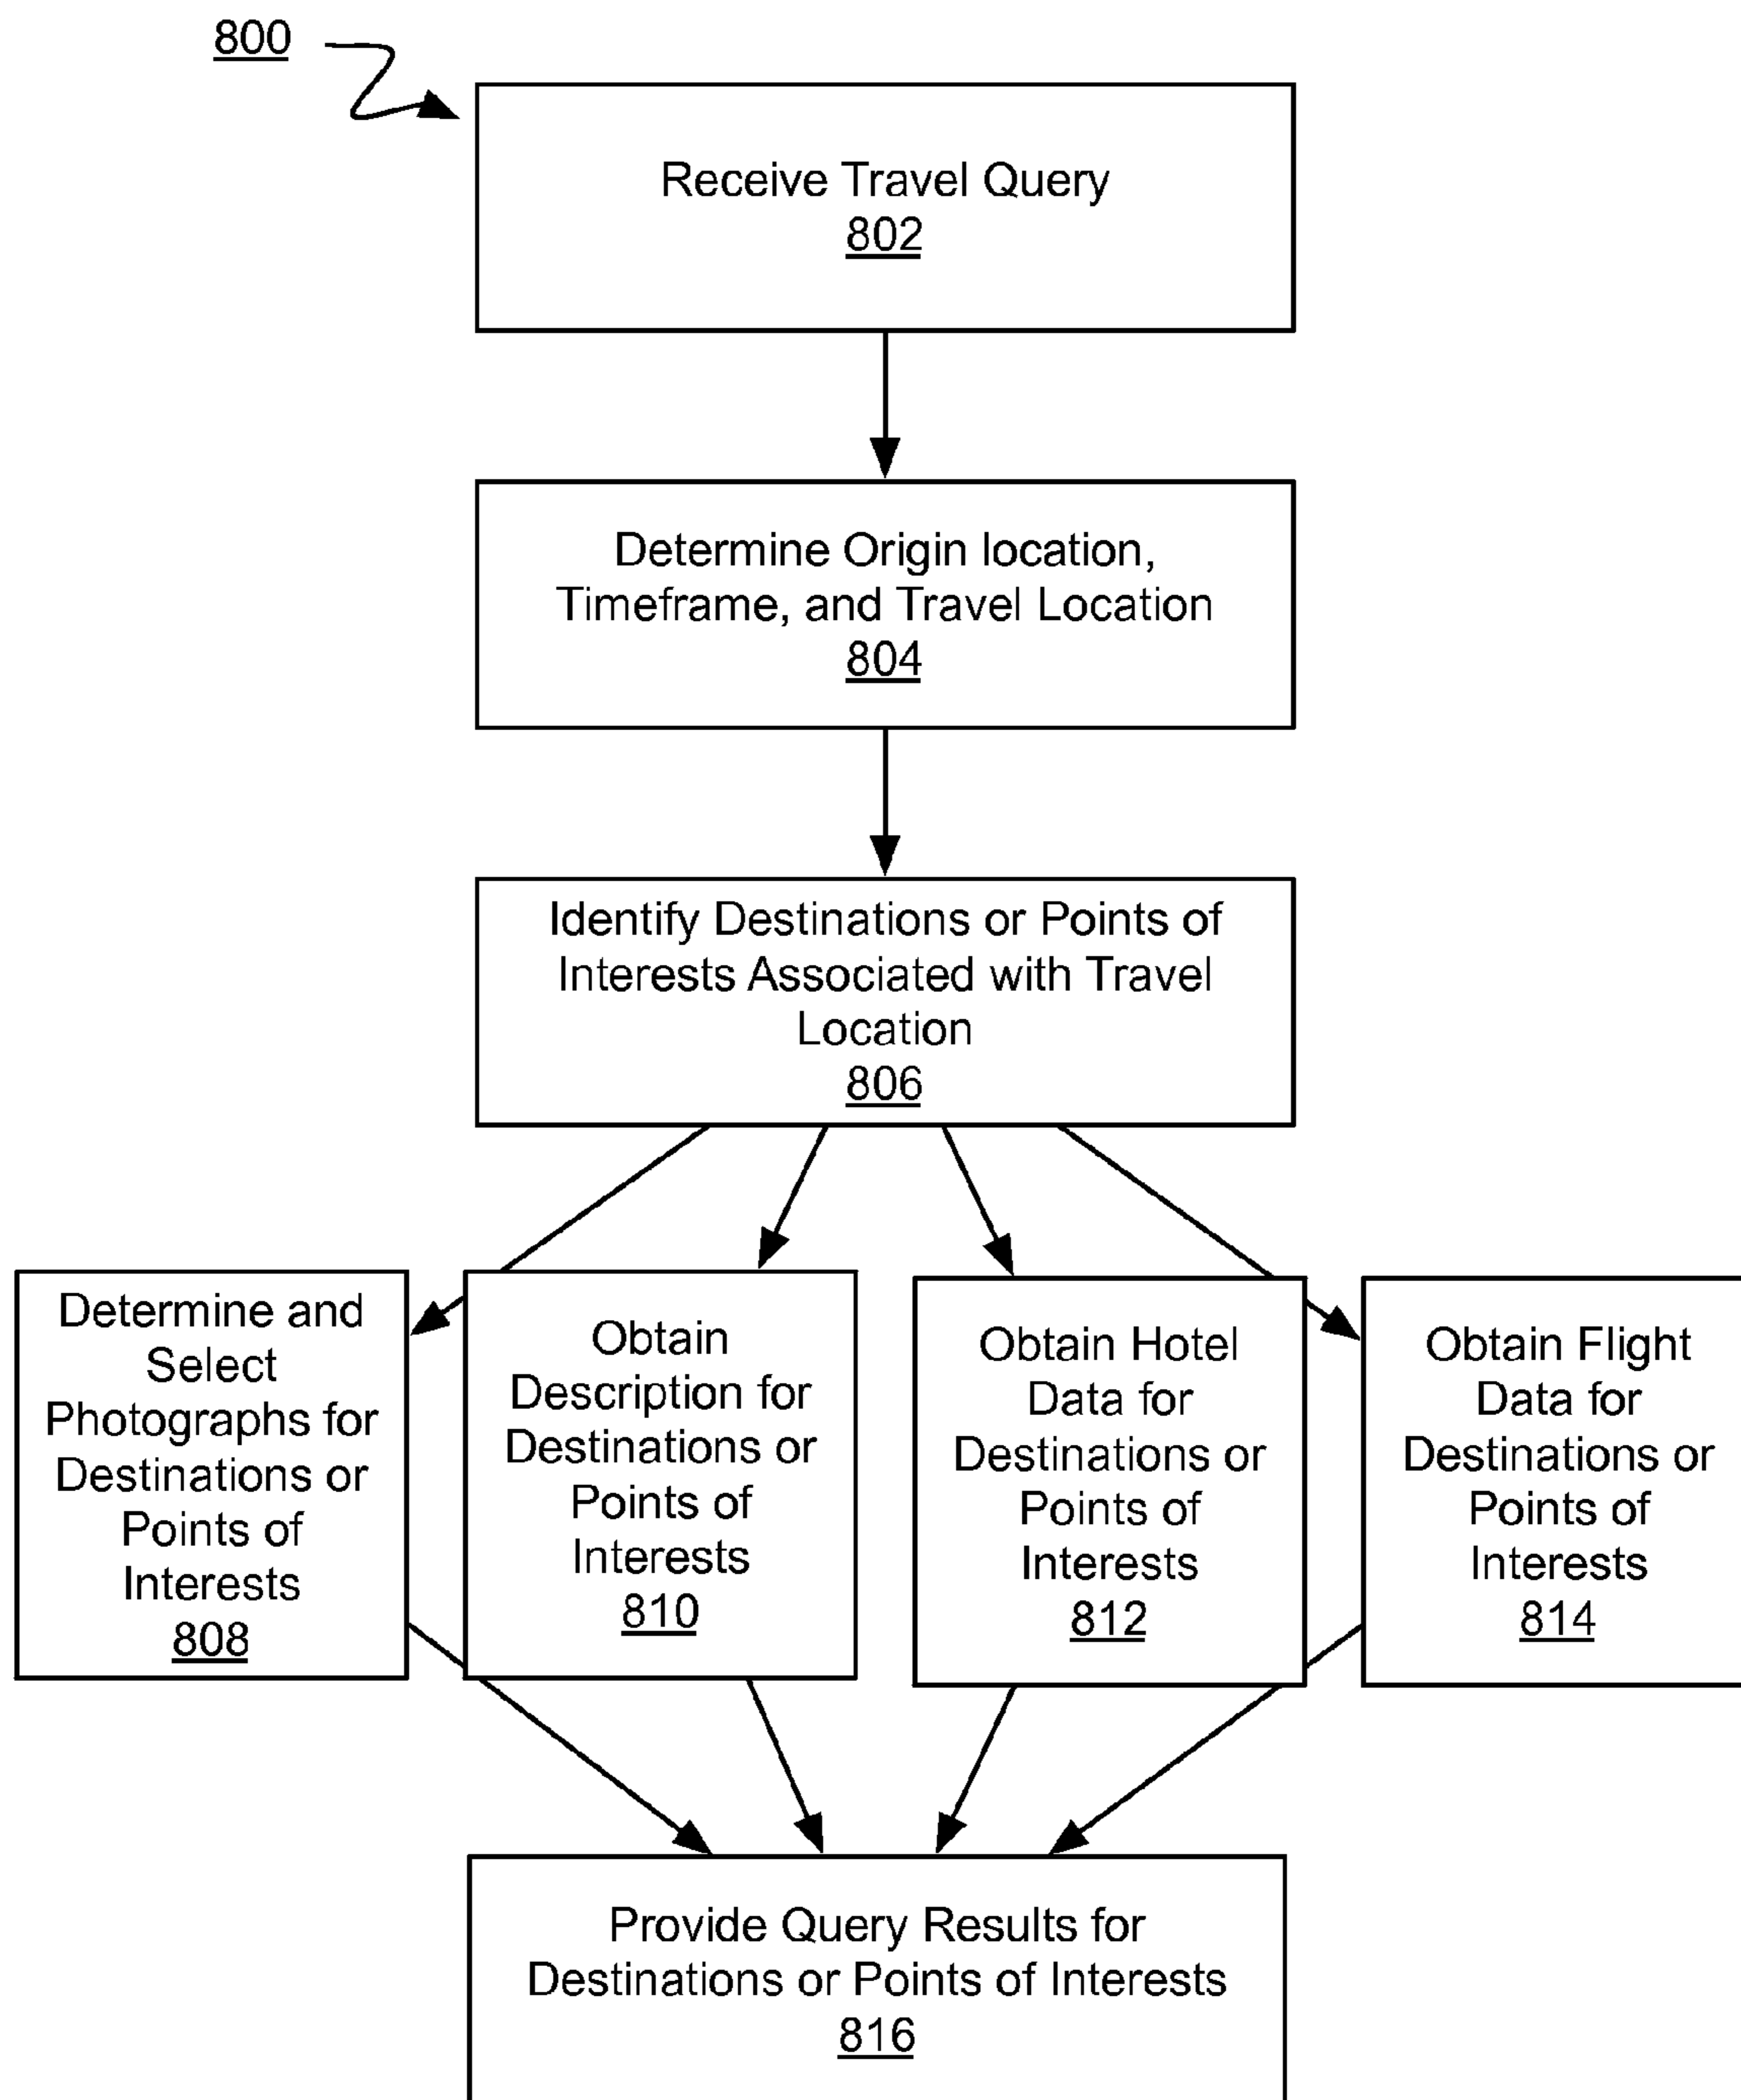 800
Receive Travel Query
802
Determine Origin location,
Timeframe, and Travel Location
804
Identify Destinations or Points of
Interests Associated with Travel
Location
806
Determine and
Select
Photographs for
Destinations or
Points of
Interests
808
Obtain
Description for
Destinations or
Points of
Interests
810
Obtain Hotel
Data for
Destinations or
Points of
Interests
812
Obtain Flight
Data for
Destinations or
Points of
Interests
814
Provide Query Results for
Destinations or Points of Interests
816